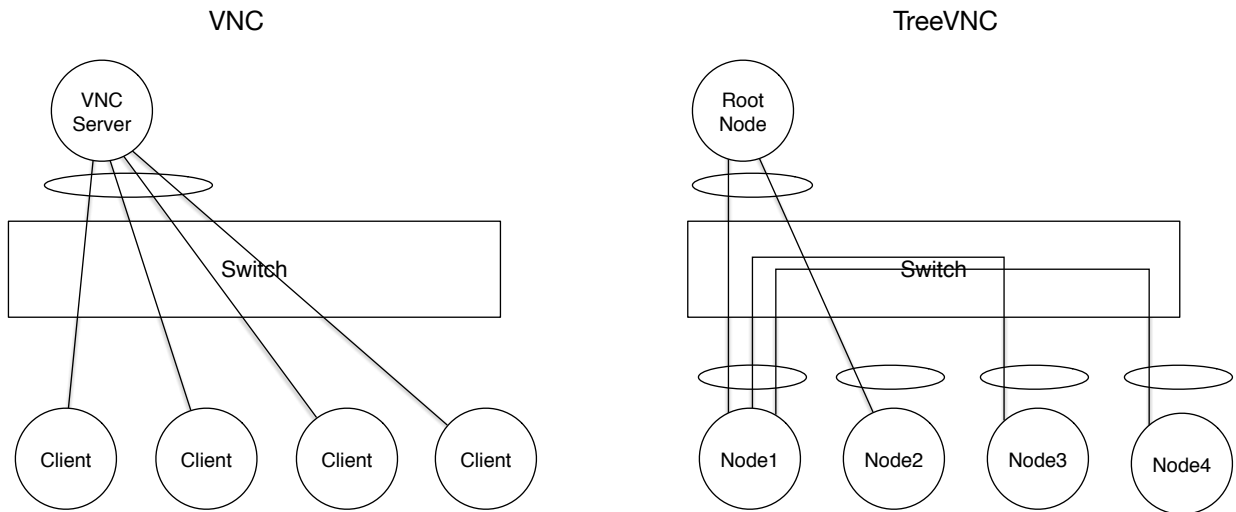 VNC
TreeVNC
VNC
Server
Root
Node
Switch
Switch
Client
Client
Client
Client
Node1
Node2
Node3
Node4